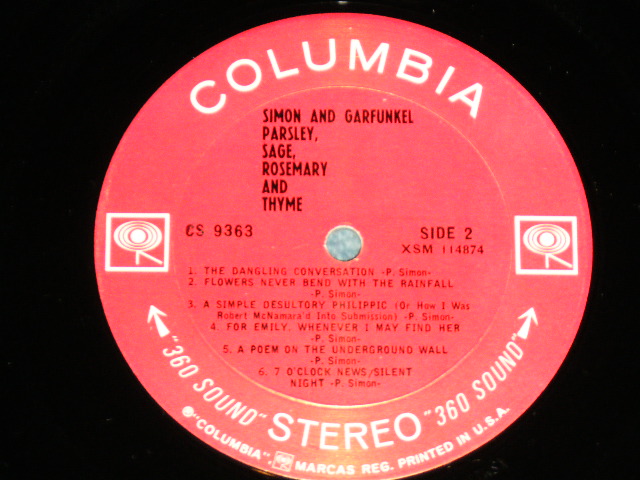 COLUMBIA
SIMON AND GARFUNKEL
PARSLEY,
SAGE,
ROSEMARY
AND
THYME
CS 9363
SIDE 2
XSM 114874
1. THE DANGLING CONVERSATION -P. Simon-
2. FLOWERS NEVER BEND WITH THE RAINFALL
-P. Simon-
3. A SIMPLE DESULTORY PHILIPPIC (Or How I Was
Robert McNamara'd Into Submission) -P. Simon-
4. FOR EMILY, WHENEVER I MAY FIND HER
-P. Simon-
5. A POEM ON THE UNDERGROUND WALL
-P. Simon-
6. 7 O'CLOCK NEWS/SILENT
NIGHT -P. Simon-
"360 SOUND" STEREO "360 SOUND"
℗"COLUMBIA", MARCAS REG. PRINTED IN U.S.A.